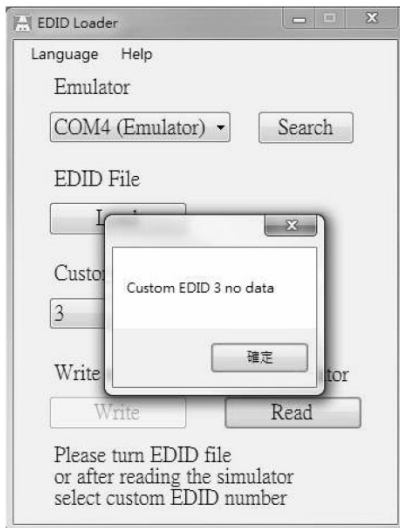 EDID Loader
Language Help
Emulator
COM4 (Emulator) Search
EDID File
Custom EDID 3 no data
3
確定
Write
Write Read
Please turn EDID file
or after reading the simulator
select custom EDID number